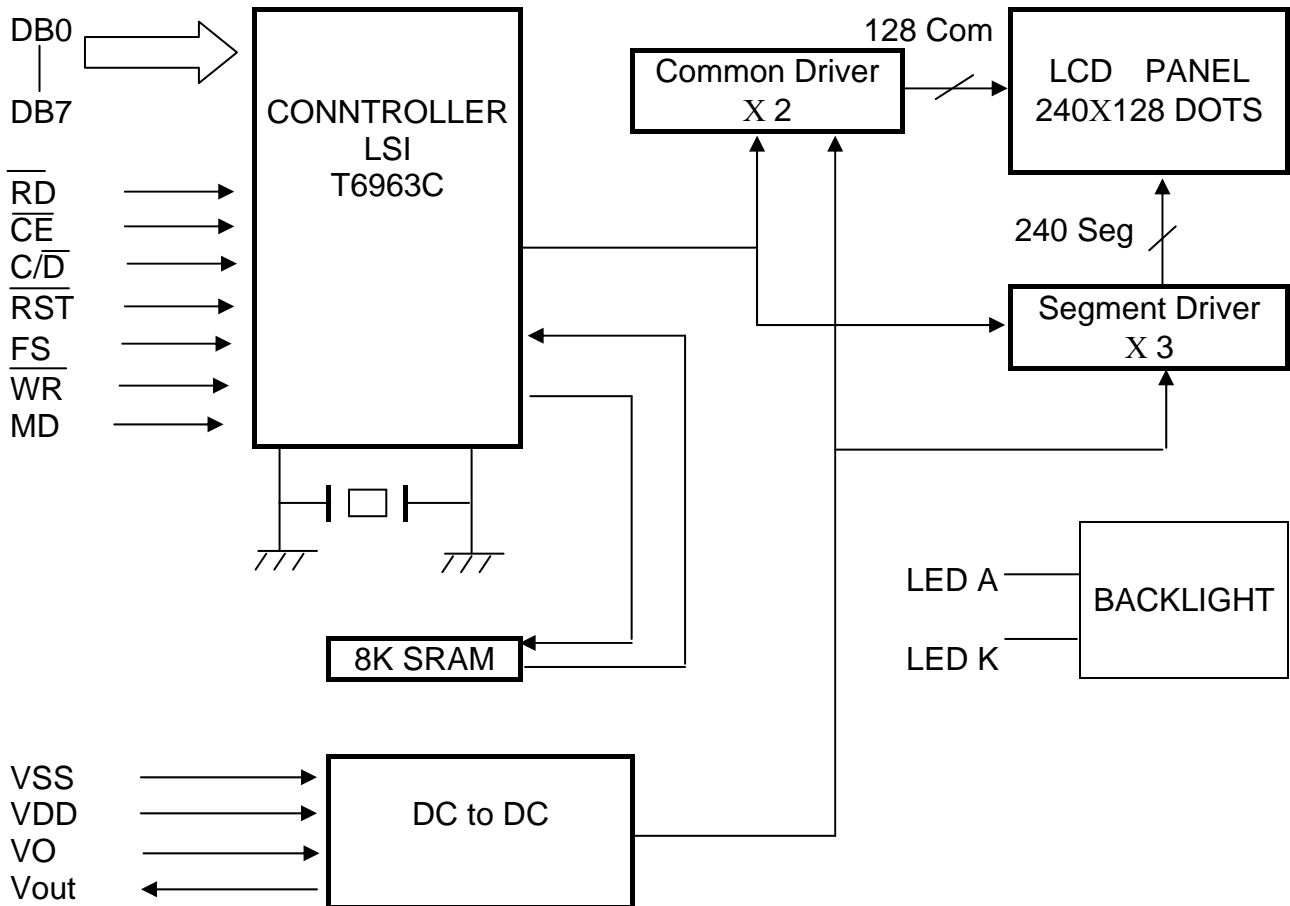 DB0
DB7
RD
CE
C/D
RST
FS
WR
MD
CONNTROLLER
LSI
T6963C
128 Com
Common Driver
X 2
LCD PANEL
240X128 DOTS
240 Seg
Segment Driver
X 3
8K SRAM
LED A
LED K
BACKLIGHT
VSS
VDD
VO
Vout
DC to DC